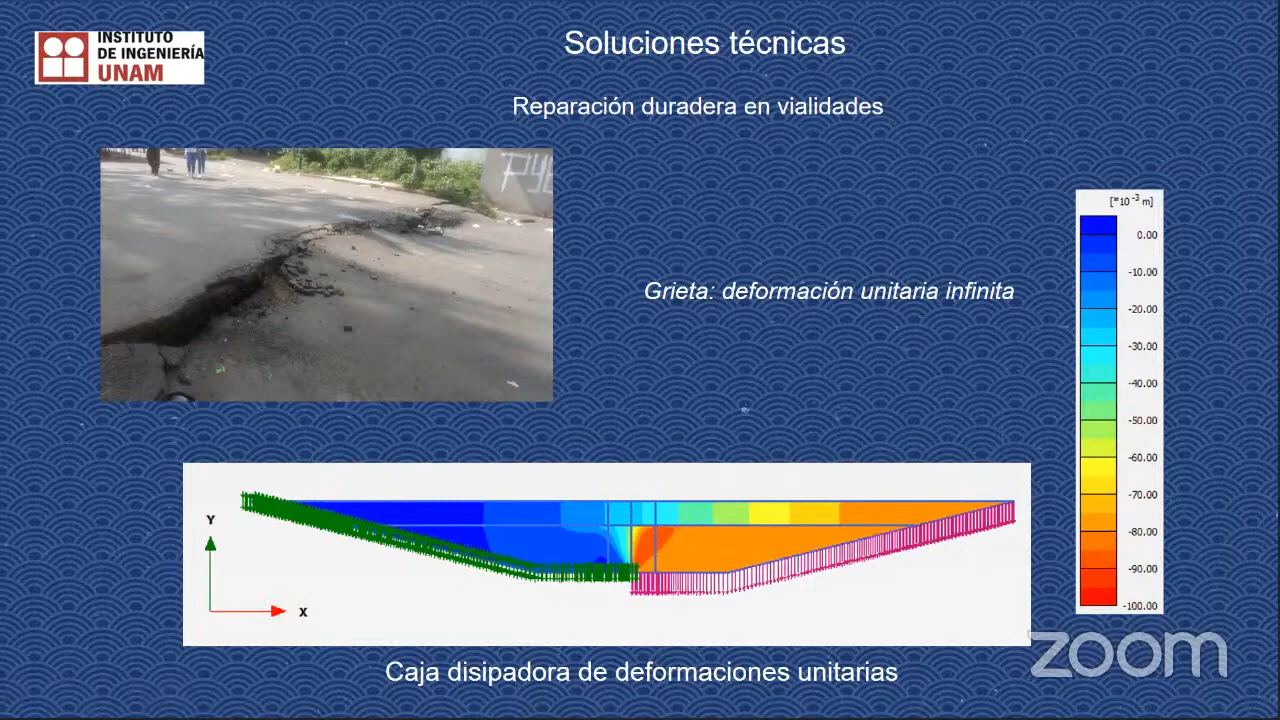 INSTITUTO
DE INGENIERÍA
UNAM
Soluciones técnicas
Reparación duradera en vialidades
Grieta: deformación unitaria infinita
[*10⁻³ m]
0.00
-10.00
-20.00
-30.00
-40.00
-50.00
-60.00
-70.00
-80.00
-90.00
-100.00
Y
X
Caja disipadora de deformaciones unitarias
zoom